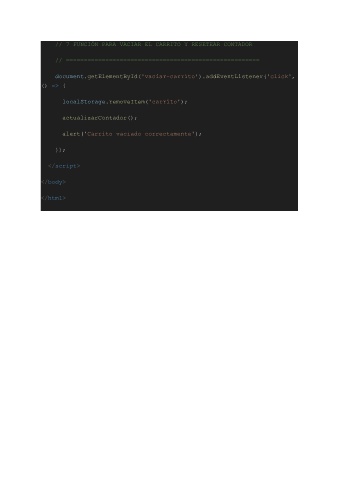 // 7 FUNCIÓN PARA VACIAR EL CARRITO Y RESETEAR CONTADOR
// ======================================================
document.getElementById('vaciar-carrito').addEventListener('click',
() => {
localStorage.removeItem('carrito');
actualizarContador();
alert('Carrito vaciado correctamente');
});
</script>
</body>
</html>